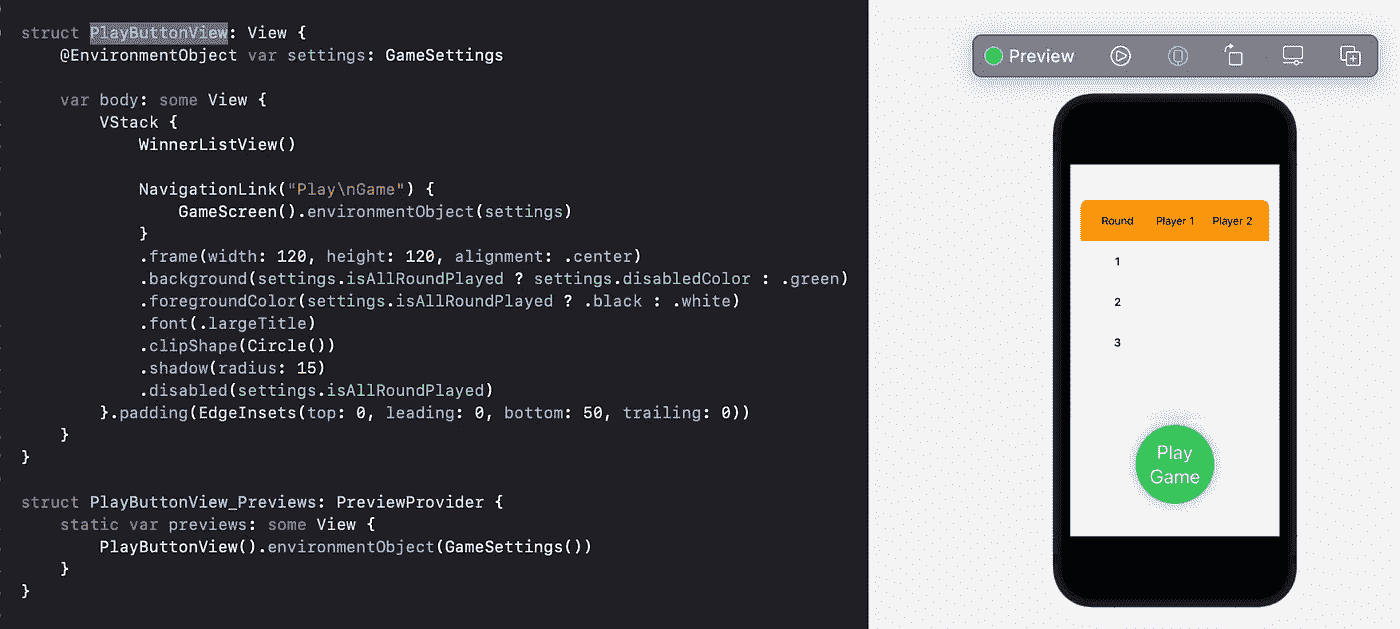 struct PlayButtonView: View {
@EnvironmentObject var settings: GameSettings
var body: some View {
VStack {
WinnerListView()
NavigationLink("Play\nGame") {
GameScreen().environmentObject(settings)
}
.frame(width: 120, height: 120, alignment: .center)
.background(settings.isAllRoundPlayed ? settings.disabledColor : .green)
.foregroundColor(settings.isAllRoundPlayed ? .black : .white)
.font(.largeTitle)
.clipShape(Circle())
.shadow(radius: 15)
.disabled(settings.isAllRoundPlayed)
}.padding(EdgeInsets(top: 0, leading: 0, bottom: 50, trailing: 0))
}
}
struct PlayButtonView_Previews: PreviewProvider {
static var previews: some View {
PlayButtonView().environmentObject(GameSettings())
}
}
Preview
Round Player 1 Player 2
1
2
3
Play
Game